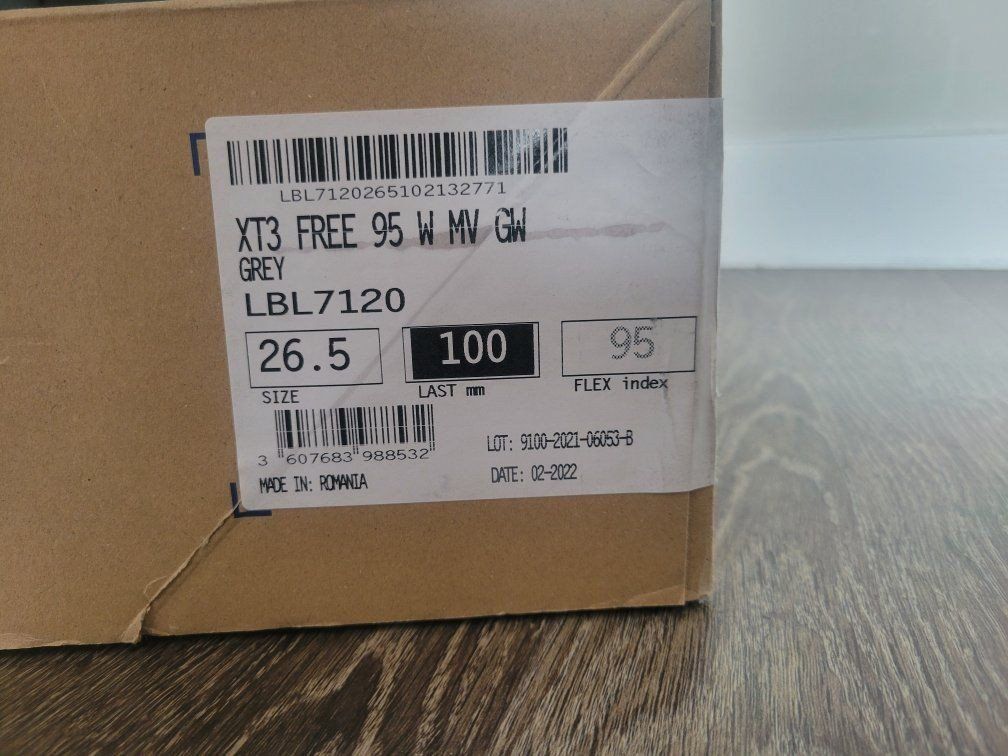 LBL7120265102132771
XT3 FREE 95 W MV GW
GREY
LBL7120
26.5 100 95
SIZE LAST mm FLEX index
3 607683 988532
LOT: 9100-2021-06053-B
MADE IN: ROMANIA
DATE: 02-2022